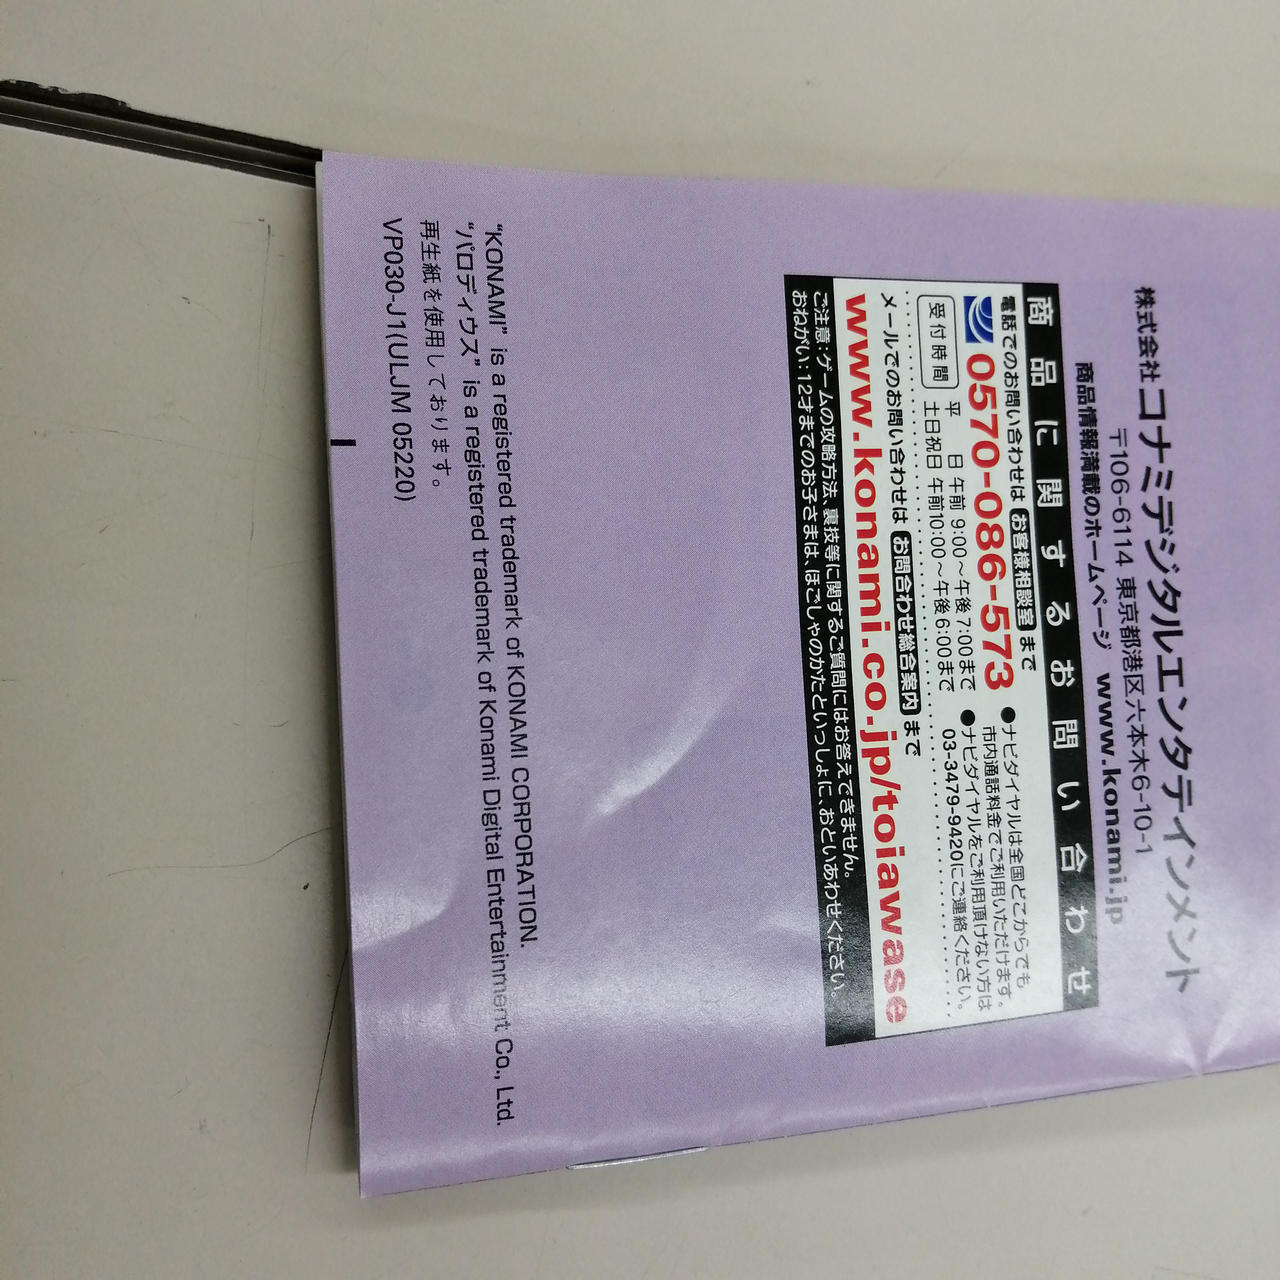 株式会社コナミデジタルエンタテインメント
〒106-6114 東京都港区六本木6-10-1
商品情報満載のホームページ www.konami.jp
商品に関するお問い合わせ
電話でのお問い合わせは お客様相談室 まで
0570-086-573
受付時間
平　日 午前 9:00〜午後 7:00まで
土日祝日 午前10:00〜午後 6:00まで
●ナビダイヤルは全国どこからでも
市内通話料金でご利用いただけます。
●ナビダイヤルをご利用頂けない方は
03-3479-9420にご連絡ください。
メールでのお問い合わせは お問合わせ総合案内 まで
www.konami.co.jp/toiawase
ご注意：ゲームの攻略方法、裏技等に関するご質問にはお答えできません。
おねがい：12才までのお子さまは、ほごしゃのかたといっしょに、おといあわせください。
“KONAMI” is a registered trademark of KONAMI CORPORATION.
“パロディウス” is a registered trademark of Konami Digital Entertainment Co., Ltd.
再生紙を使用しております。
VP030-J1(ULJM 05220)